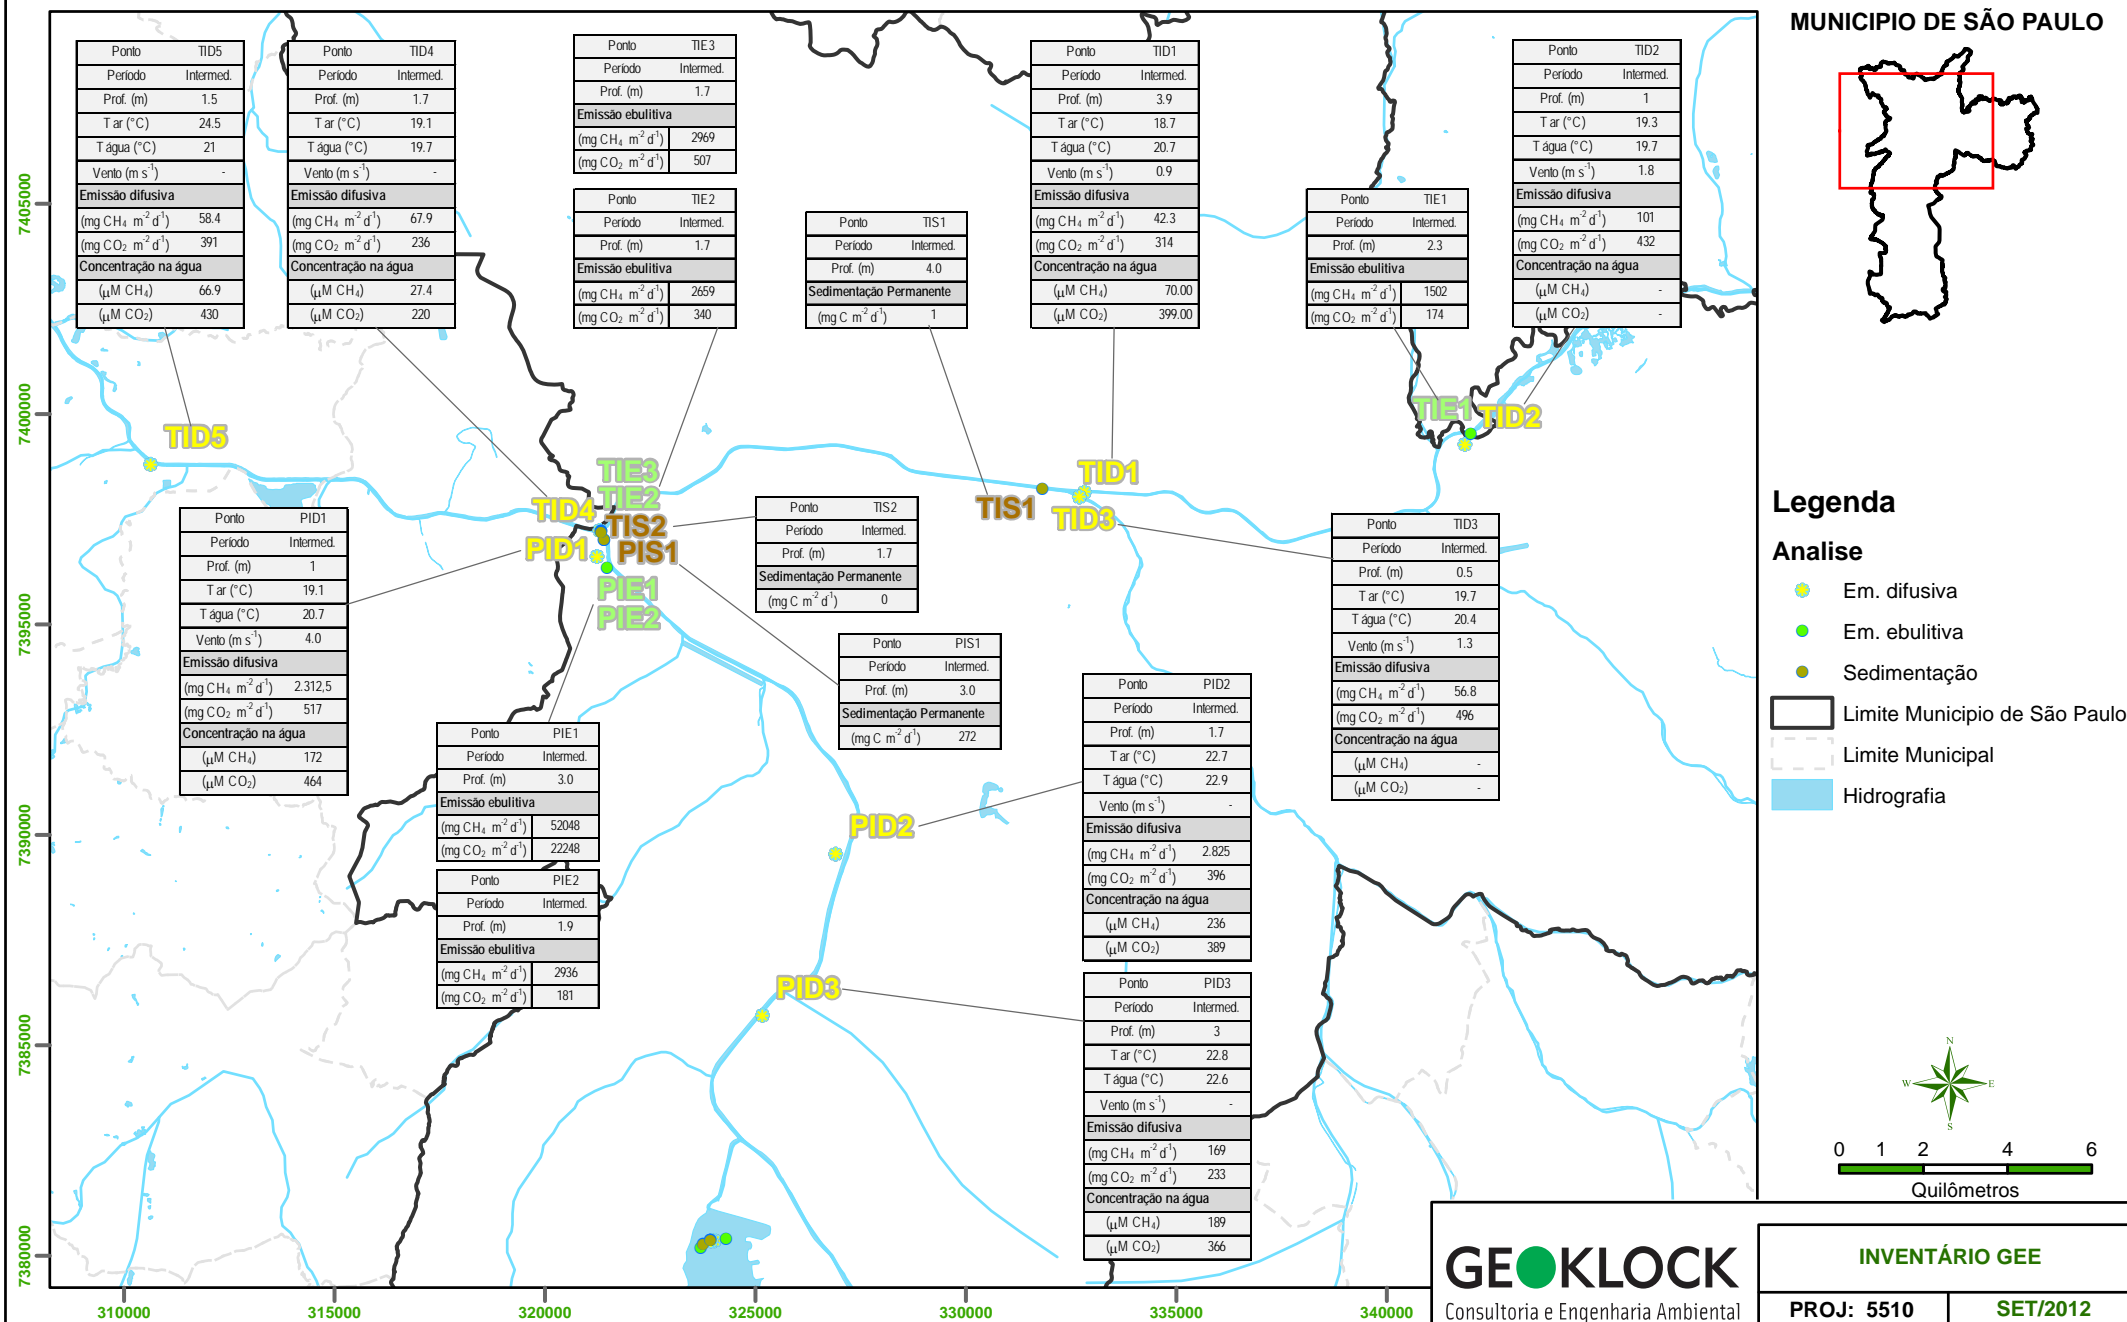 MUNICIPIO DE SÃO PAULO
Ponto TID5
Período Intermed.
Prof. (m) 1.5
T ar (°C) 24.5
T água (°C) 21
Vento (m s⁻¹) -
Emissão difusiva
(mg CH₄ m⁻² d⁻¹) 58.4
(mg CO₂ m⁻² d⁻¹) 391
Concentração na água
(μM CH₄) 66.9
(μM CO₂) 430
Ponto TID4
Período Intermed.
Prof. (m) 1.7
T ar (°C) 19.1
T água (°C) 19.7
Vento (m s⁻¹) -
Emissão difusiva
(mg CH₄ m⁻² d⁻¹) 67.9
(mg CO₂ m⁻² d⁻¹) 236
Concentração na água
(μM CH₄) 27.4
(μM CO₂) 220
Ponto TIE3
Período Intermed.
Prof. (m) 1.7
Emissão ebulitiva
(mg CH₄ m⁻² d⁻¹) 2969
(mg CO₂ m⁻² d⁻¹) 507
Ponto TIE2
Período Intermed.
Prof. (m) 1.7
Emissão ebulitiva
(mg CH₄ m⁻² d⁻¹) 2659
(mg CO₂ m⁻² d⁻¹) 340
Ponto TIS1
Período Intermed.
Prof. (m) 4.0
Sedimentação Permanente
(mg C m⁻² d⁻¹) 1
Ponto TID1
Período Intermed.
Prof. (m) 3.9
T ar (°C) 18.7
T água (°C) 20.7
Vento (m s⁻¹) 0.9
Emissão difusiva
(mg CH₄ m⁻² d⁻¹) 42.3
(mg CO₂ m⁻² d⁻¹) 314
Concentração na água
(μM CH₄) 70.00
(μM CO₂) 399.00
Ponto TIE1
Período Intermed.
Prof. (m) 2.3
Emissão ebulitiva
(mg CH₄ m⁻² d⁻¹) 1502
(mg CO₂ m⁻² d⁻¹) 174
Ponto TID2
Período Intermed.
Prof. (m) 1
T ar (°C) 19.3
T água (°C) 19.7
Vento (m s⁻¹) 1.8
Emissão difusiva
(mg CH₄ m⁻² d⁻¹) 101
(mg CO₂ m⁻² d⁻¹) 432
Concentração na água
(μM CH₄) -
(μM CO₂) -
TIE1 TID2
TID5
TIE3
TIE2
TID4
TIS2
PID1
PIS1
PIE1
PIE2
TIS1
TID1
TID3
PID2
PID3
Ponto PID1
Período Intermed.
Prof. (m) 1
T ar (°C) 19.1
T água (°C) 20.7
Vento (m s⁻¹) 4.0
Emissão difusiva
(mg CH₄ m⁻² d⁻¹) 2.312,5
(mg CO₂ m⁻² d⁻¹) 517
Concentração na água
(μM CH₄) 172
(μM CO₂) 464
Ponto TIS2
Período Intermed.
Prof. (m) 1.7
Sedimentação Permanente
(mg C m⁻² d⁻¹) 0
Ponto PIS1
Período Intermed.
Prof. (m) 3.0
Sedimentação Permanente
(mg C m⁻² d⁻¹) 272
Ponto TID3
Período Intermed.
Prof. (m) 0.5
T ar (°C) 19.7
T água (°C) 20.4
Vento (m s⁻¹) 1.3
Emissão difusiva
(mg CH₄ m⁻² d⁻¹) 56.8
(mg CO₂ m⁻² d⁻¹) 496
Concentração na água
(μM CH₄) -
(μM CO₂) -
Ponto PIE1
Período Intermed.
Prof. (m) 3.0
Emissão ebulitiva
(mg CH₄ m⁻² d⁻¹) 52048
(mg CO₂ m⁻² d⁻¹) 22248
Ponto PIE2
Período Intermed.
Prof. (m) 1.9
Emissão ebulitiva
(mg CH₄ m⁻² d⁻¹) 2936
(mg CO₂ m⁻² d⁻¹) 181
Ponto PID2
Período Intermed.
Prof. (m) 1.7
T ar (°C) 22.7
T água (°C) 22.9
Vento (m s⁻¹) -
Emissão difusiva
(mg CH₄ m⁻² d⁻¹) 2.825
(mg CO₂ m⁻² d⁻¹) 396
Concentração na água
(μM CH₄) 236
(μM CO₂) 389
Ponto PID3
Período Intermed.
Prof. (m) 3
T ar (°C) 22.8
T água (°C) 22.6
Vento (m s⁻¹) -
Emissão difusiva
(mg CH₄ m⁻² d⁻¹) 169
(mg CO₂ m⁻² d⁻¹) 233
Concentração na água
(μM CH₄) 189
(μM CO₂) 366
7405000
7400000
7395000
7390000
7385000
7380000
310000 315000 320000 325000 330000 335000 340000
Legenda
Analise
Em. difusiva
Em. ebulitiva
Sedimentação
Limite Municipio de São Paulo
Limite Municipal
Hidrografia
N
W E
S
0 1 2 4 6
Quilômetros
GEOKLOCK
Consultoria e Engenharia Ambiental
INVENTÁRIO GEE
PROJ: 5510 SET/2012